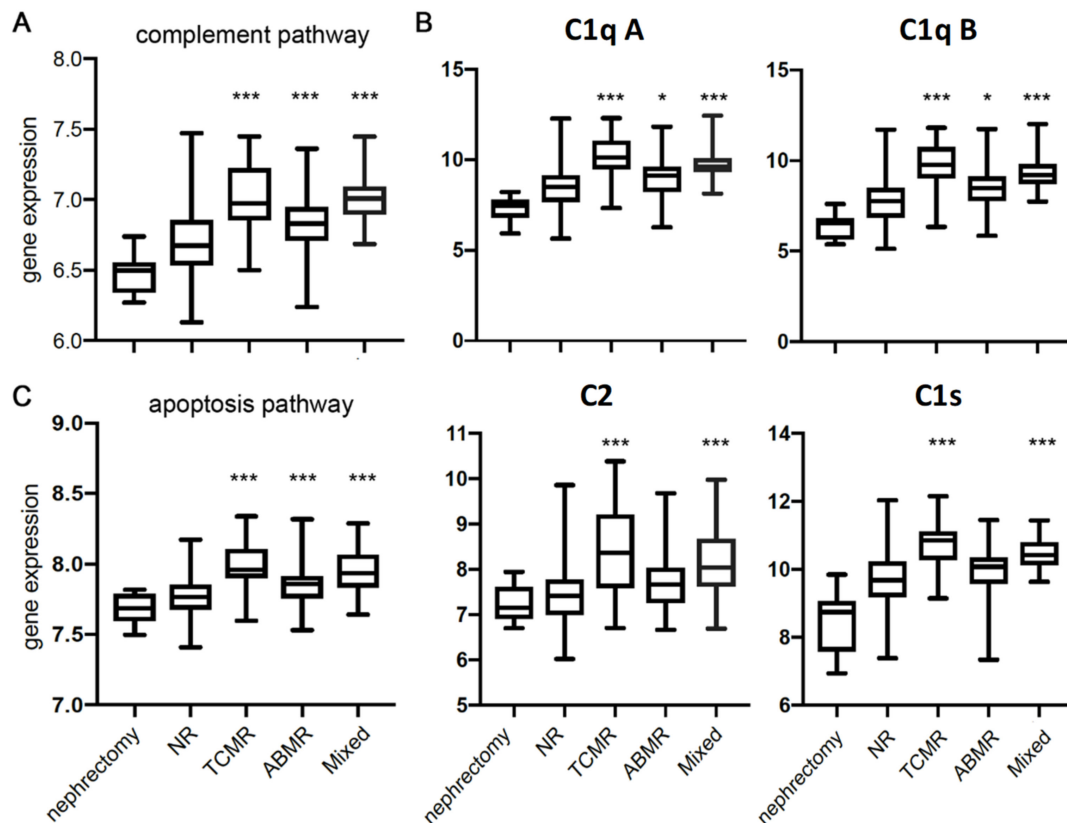 A
complement pathway
gene expression
8.0
7.5
7.0
6.5
6.0
*** *** ***
B
C1q A
15
10
5
0
*** * ***
C1q B
15
10
5
0
*** * ***
C
apoptosis pathway
gene expression
9.0
8.5
8.0
7.5
7.0
*** *** ***
nephrectomy
NR
TCMR
ABMR
Mixed
C2
11
10
9
8
7
6
5
*** ***
nephrectomy
NR
TCMR
ABMR
Mixed
C1s
14
12
10
8
6
*** ***
nephrectomy
NR
TCMR
ABMR
Mixed